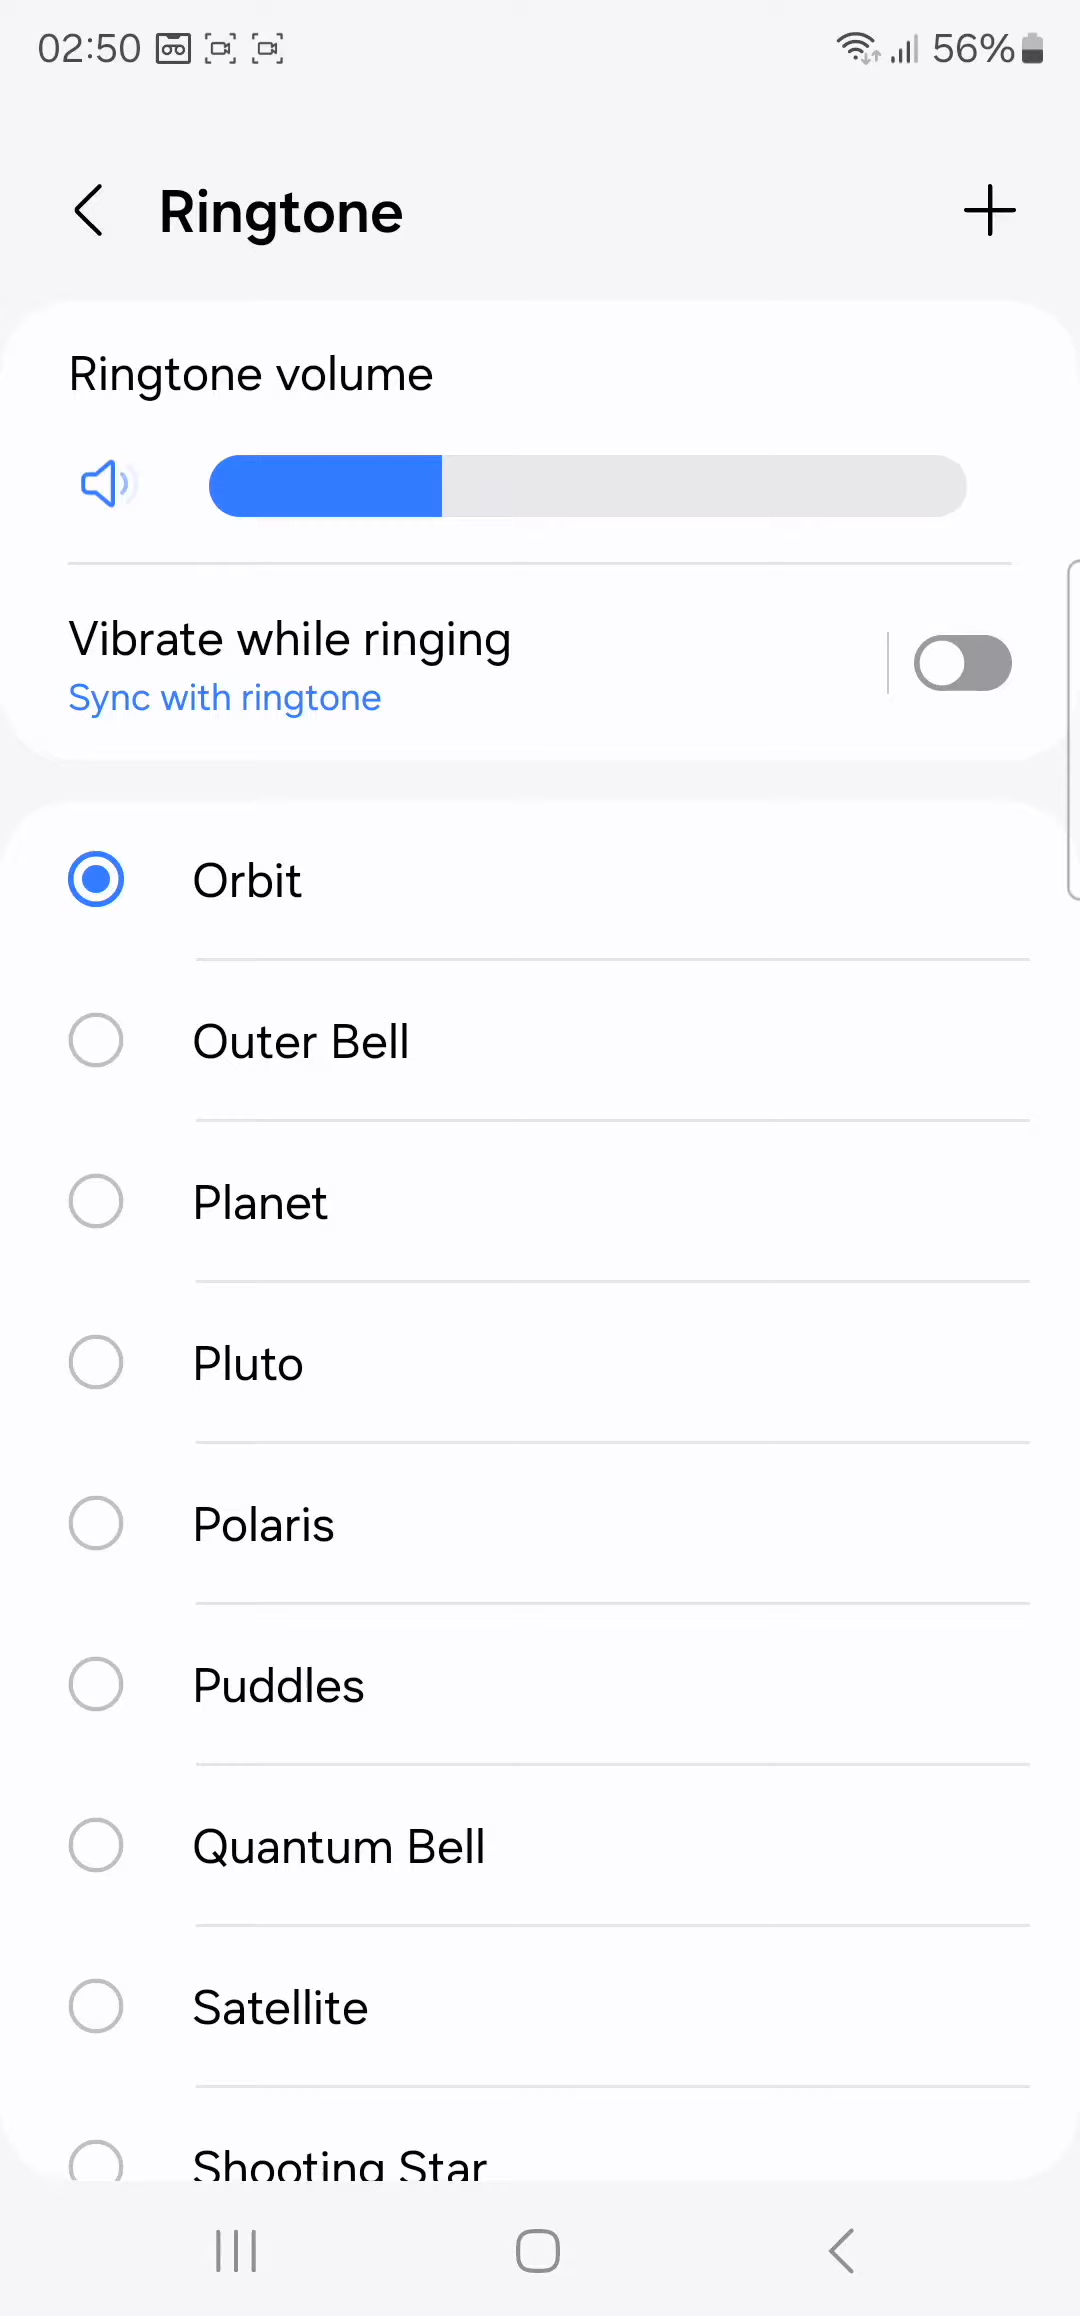 02:50 56%
Ringtone
Ringtone volume
Vibrate while ringing
Sync with ringtone
Orbit
Outer Bell
Planet
Pluto
Polaris
Puddles
Quantum Bell
Satellite
Shooting Star